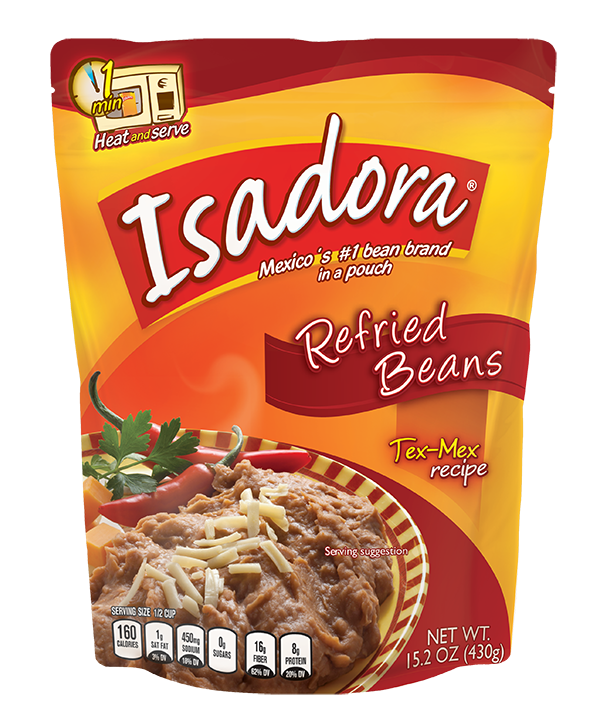 1
min
Heat and serve
Isadora®
Mexico´s #1 bean brand
in a pouch
Refried
Beans
Tex-Mex
recipe
Serving suggestion
SERVING SIZE 1/2 CUP
160 CALORIES
1g SAT FAT 3% DV
450mg SODIUM 18% DV
0g SUGARS
16g FIBER 62% DV
8g PROTEIN 20% DV
NET WT.
15.2 OZ (430g)